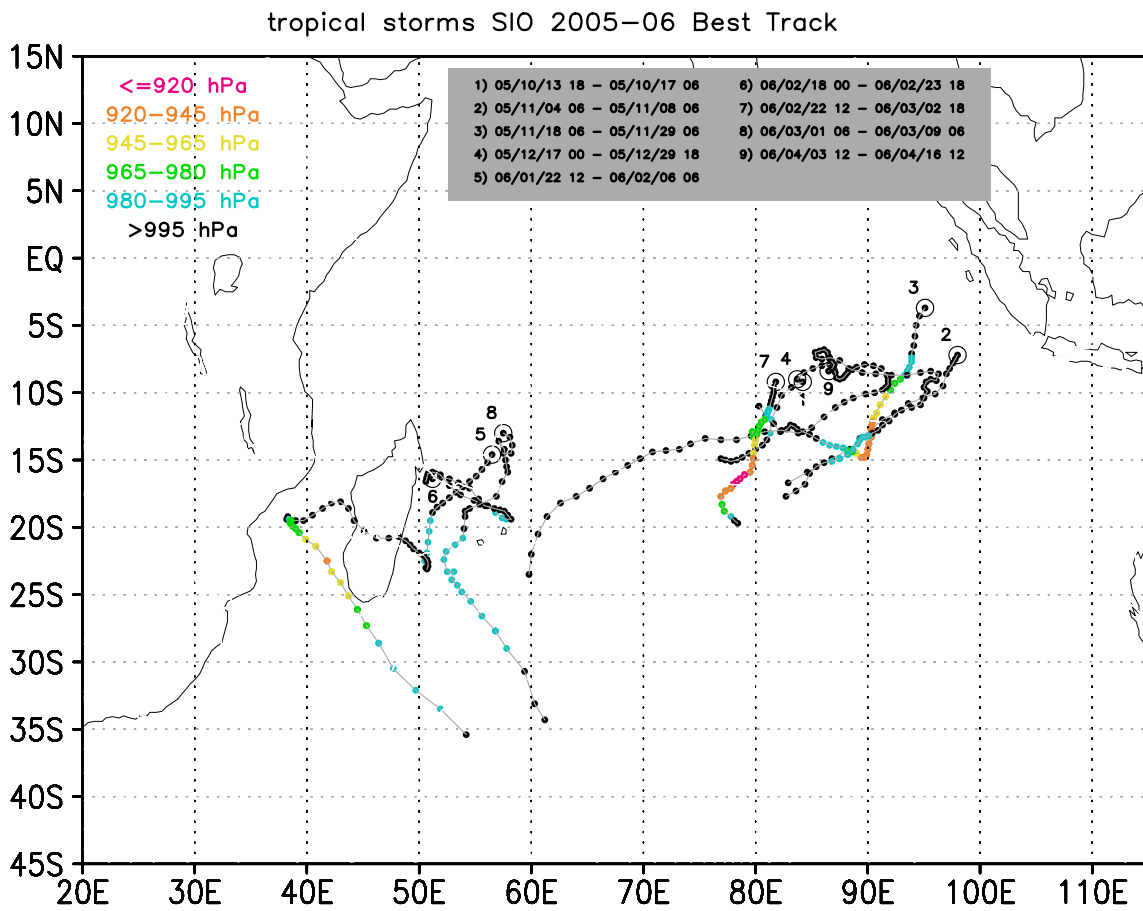 tropical storms SIO 2005-06 Best Track
15N
10N
5N
EQ
5S
10S
15S
20S
25S
30S
35S
40S
45S
<=920 hPa
920-945 hPa
945-965 hPa
965-980 hPa
980-995 hPa
>995 hPa
1) 05/10/13 18 - 05/10/17 06
2) 05/11/04 06 - 05/11/08 06
3) 05/11/18 06 - 05/11/29 06
4) 05/12/17 00 - 05/12/29 18
5) 06/01/22 12 - 06/02/06 06
6) 06/02/18 00 - 06/02/23 18
7) 06/02/22 12 - 06/03/02 18
8) 06/03/01 06 - 06/03/09 06
9) 06/04/03 12 - 06/04/16 12
3
2
7
4
9
1
8
5
6
20E
30E
40E
50E
60E
70E
80E
90E
100E
110E